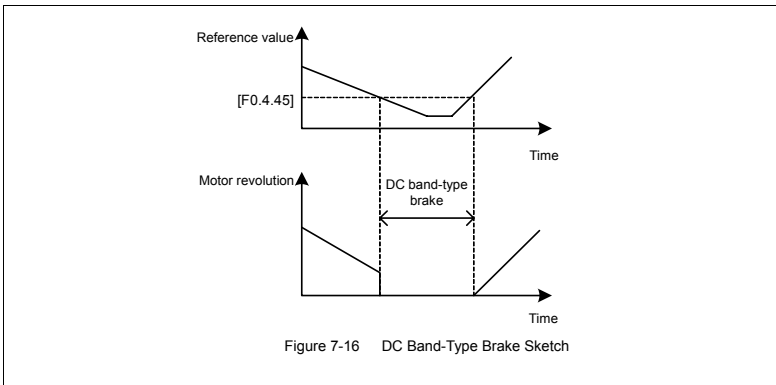 Reference value
[F0.4.45]
Time
Motor revolution
DC band-type
brake
Time
Figure 7-16 DC Band-Type Brake Sketch